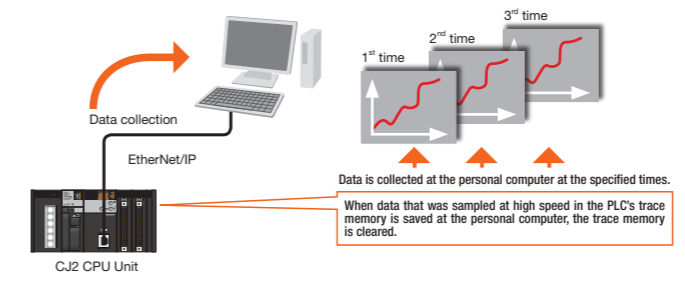 3rd time
2nd time
1st time
Data collection
EtherNet/IP
Data is collected at the personal computer at the specified times.
When data that was sampled at high speed in the PLC's trace
memory is saved at the personal computer, the trace memory
is cleared.
CJ2 CPU Unit